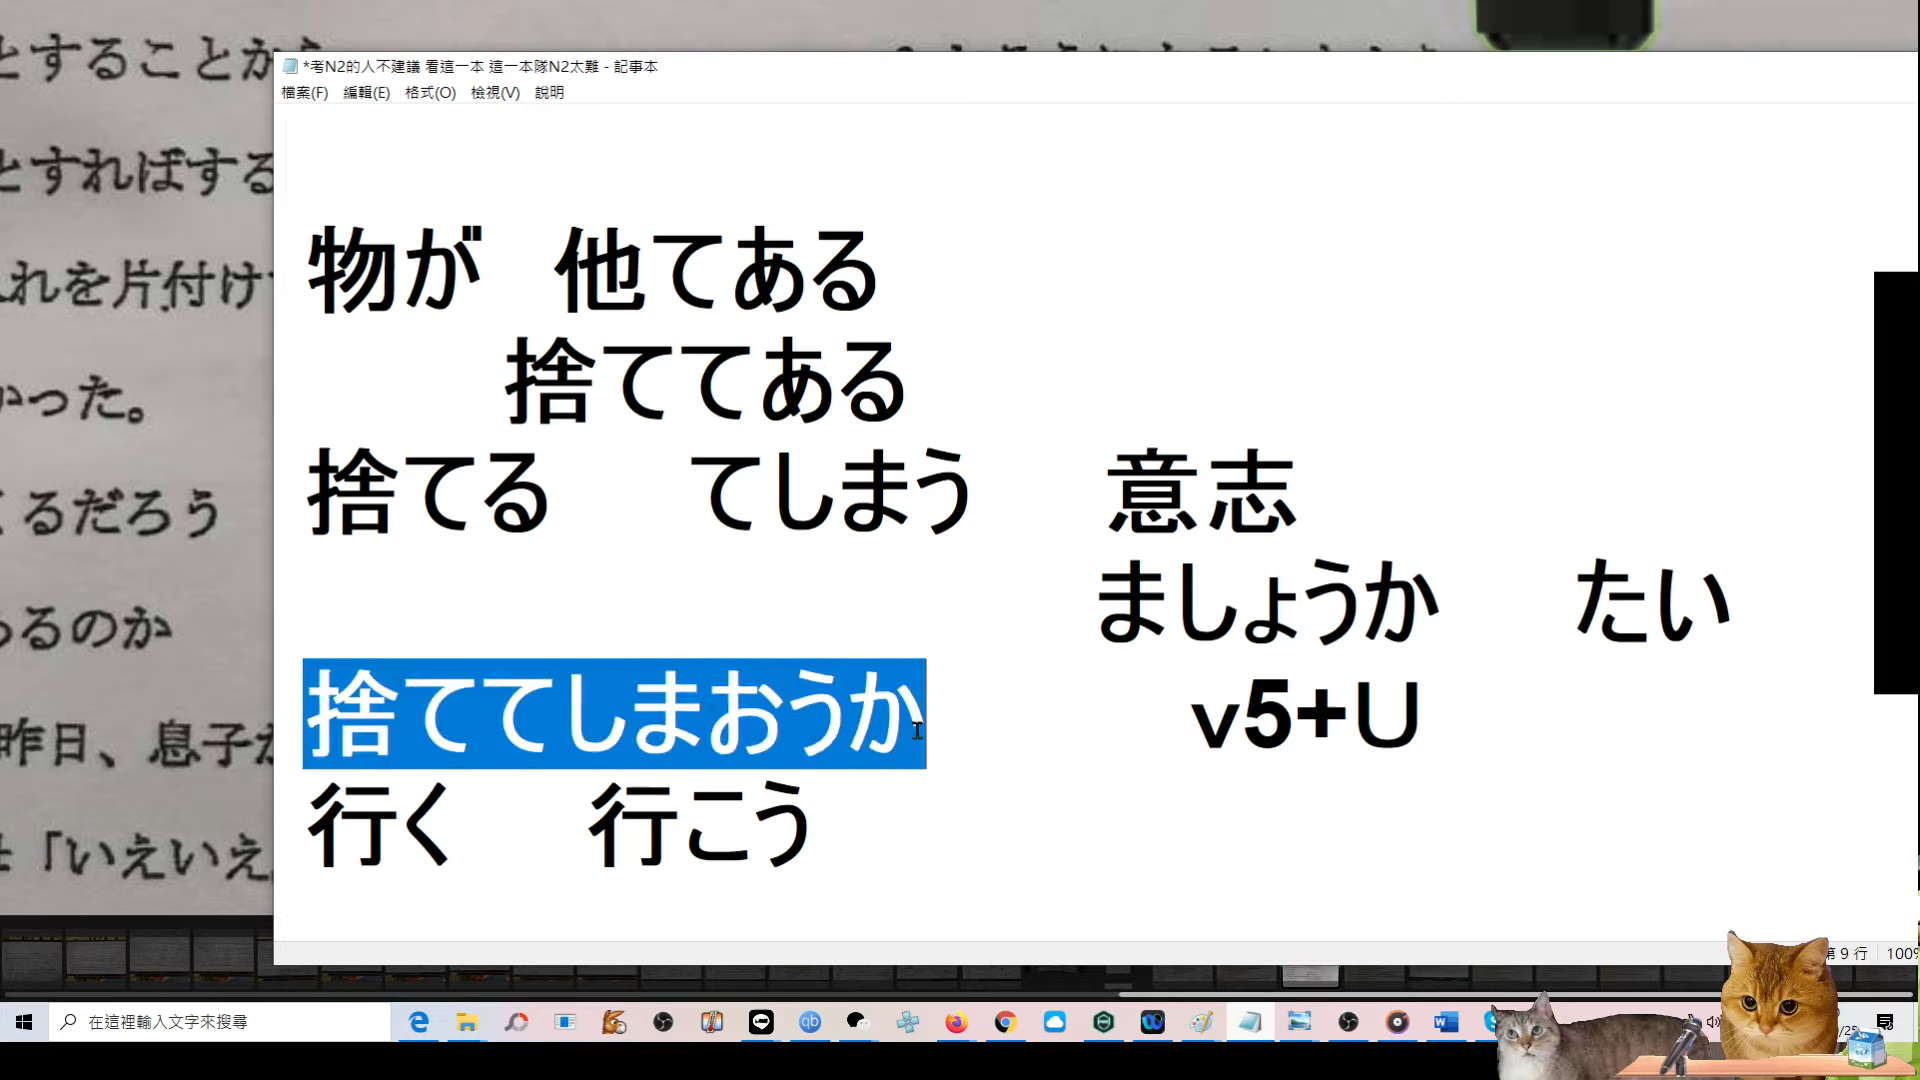 とすることから
*考N2的人不建議 看這一本 這一本隊N2太難 - 記事本
檔案(F) 編輯(E) 格式(O) 檢視(V) 說明
とすればする
物が 他てある
れを片付け
捨ててある
かった。
捨てる てしまう 意志
くるだろう
ましょうか たい
あるのか
捨ててしまおうか v5+U
昨日、息子が
行く 行こう
「いえいえ
第 9 行 100%
在這裡輸入文字來搜尋